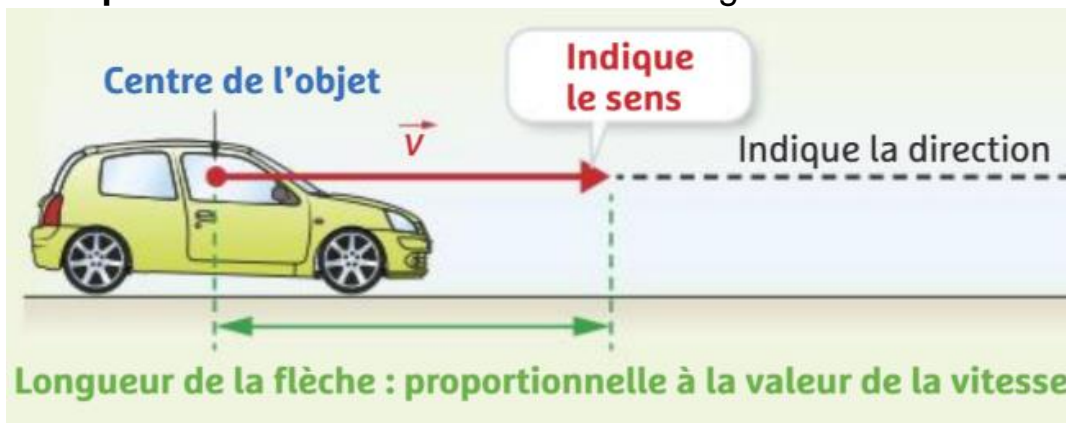 Centre de l'objet
Indique
le sens
v
Indique la direction
Longueur de la flèche : proportionnelle à la valeur de la vitesse